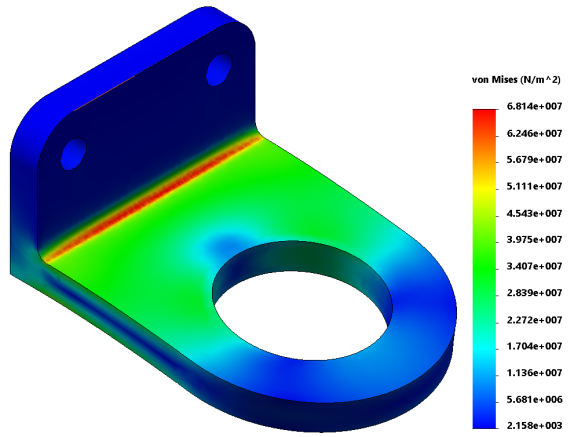 von Mises (N/m^2)
6.814e+007
6.246e+007
5.679e+007
5.111e+007
4.543e+007
3.975e+007
3.407e+007
2.839e+007
2.272e+007
1.704e+007
1.136e+007
5.681e+006
2.158e+003